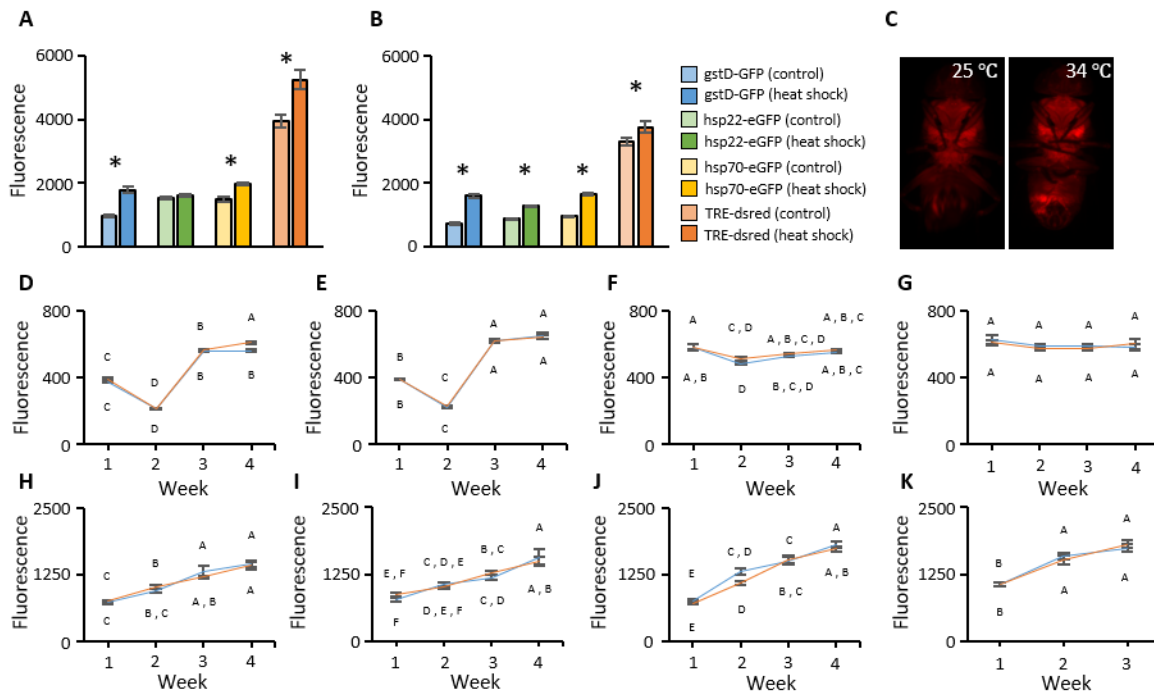 A
B
C
Fluorescence
6000
4000
2000
0
*
*
*
Fluorescence
6000
4000
2000
0
*
*
*
*
gstD-GFP (control)
gstD-GFP (heat shock)
hsp22-eGFP (control)
hsp22-eGFP (heat shock)
hsp70-eGFP (control)
hsp70-eGFP (heat shock)
TRE-dsred (control)
TRE-dsred (heat shock)
25 °C
34 °C
D
E
F
G
Fluorescence
800
400
0
C
D
B
A
C
D
B
B
1 2 3 4
Week
Fluorescence
800
400
0
B
C
A
A
B
C
A
A
1 2 3 4
Week
Fluorescence
800
400
0
A
C , D
A , B , C , D
A , B , C
A , B
D
B , C , D
A , B , C
1 2 3 4
Week
Fluorescence
800
400
0
A
A
A
A
A
A
A
A
1 2 3 4
Week
H
I
J
K
Fluorescence
2500
1250
0
C
B
A
A
C
B , C
A , B
A
1 2 3 4
Week
Fluorescence
2500
1250
0
E , F
C , D , E
B , C
A
F
D , E , F
C , D
A , B
1 2 3 4
Week
Fluorescence
2500
1250
0
E
C , D
C
A
E
D
B , C
A , B
1 2 3 4
Week
Fluorescence
2500
1250
0
B
A
A
B
A
A
1 2 3
Week